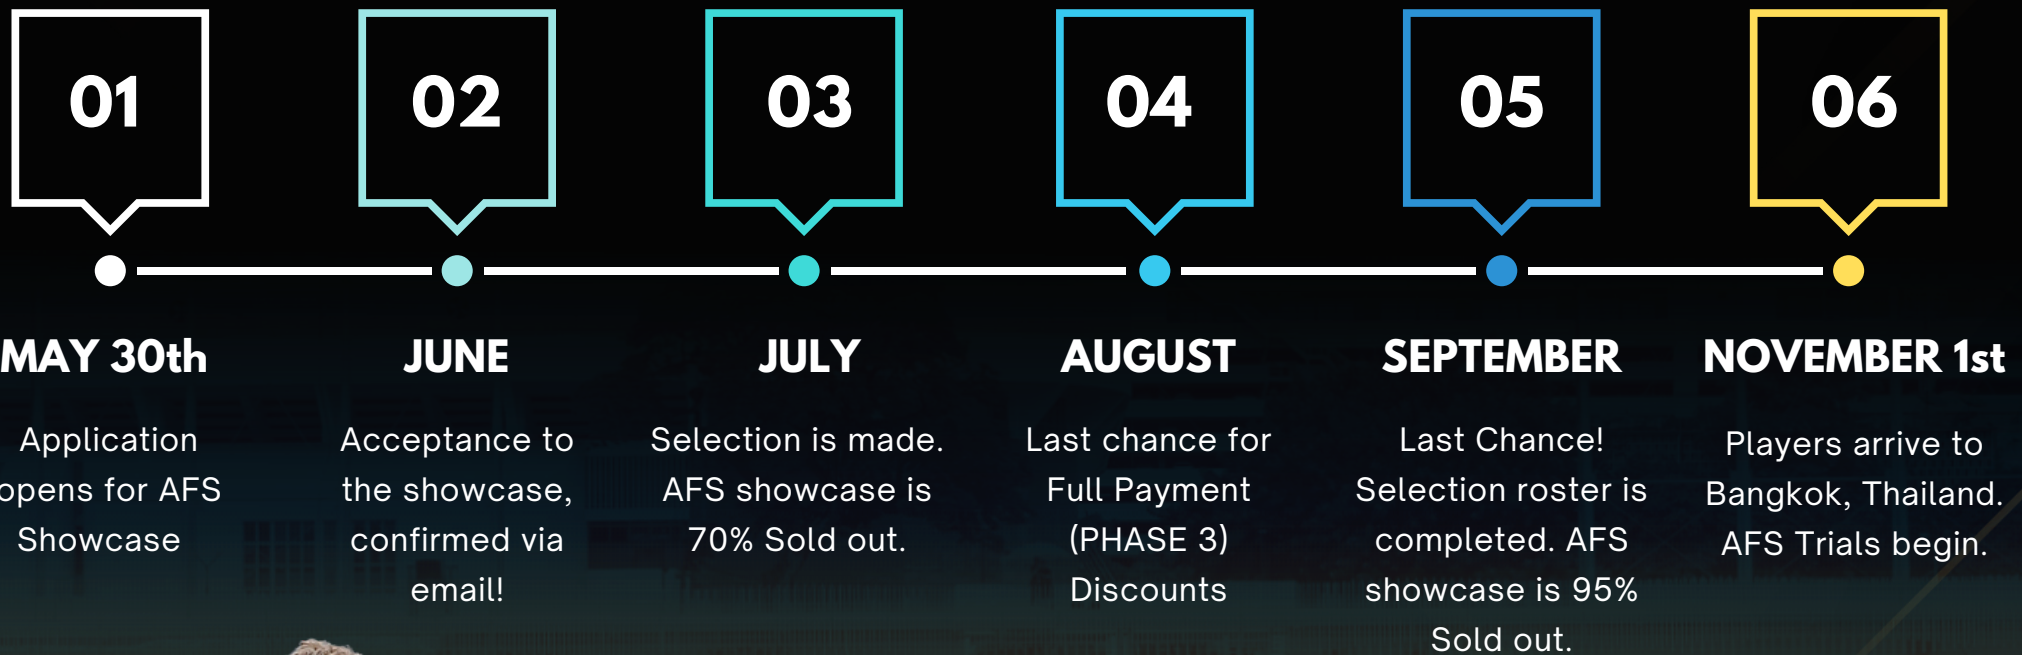 01
02
03
04
05
06
MAY 30th
Application
opens for AFS
Showcase
JUNE
Acceptance to
the showcase,
confirmed via
email!
JULY
Selection is made.
AFS showcase is
70% Sold out.
AUGUST
Last chance for
Full Payment
(PHASE 3)
Discounts
SEPTEMBER
Last Chance!
Selection roster is
completed. AFS
showcase is 95%
Sold out.
NOVEMBER 1st
Players arrive to
Bangkok, Thailand.
AFS Trials begin.